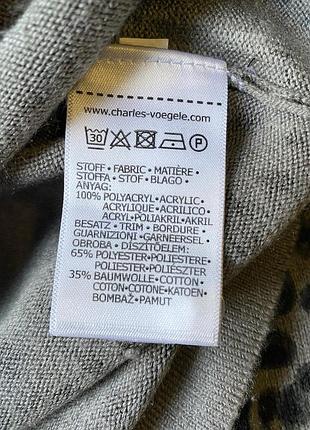 www.charles-voegele.com
30 P
STOFF • FABRIC • MATIÈRE •
STOFFA • STOF • BLAGO •
ANYAG:
100% POLYACRYL • ACRYLIC •
ACRYLIQUE • ACRILICO •
ACRYL • POLIAKRIL • AKRIL
BESATZ • TRIM • BORDURE •
GUARNIZIONI • GARNEERSEL •
OBROBA • DÍSZITŐELEM:
65% POLYESTER • POLIESTERE •
POLIESTER • POLIÉSZTER
35% BAUMWOLLE • COTTON •
COTONE • COTON • KATOEN •
BOMBAŽ • PAMUT